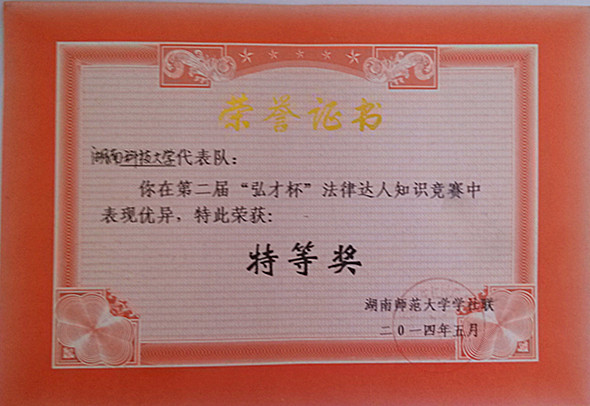 荣誉证书
湖南科技大学代表队：
你在第二届“弘才杯”法律达人知识竞赛中
表现优异，特此荣获：
特等奖
湖南师范大学学社联
二〇一四年五月